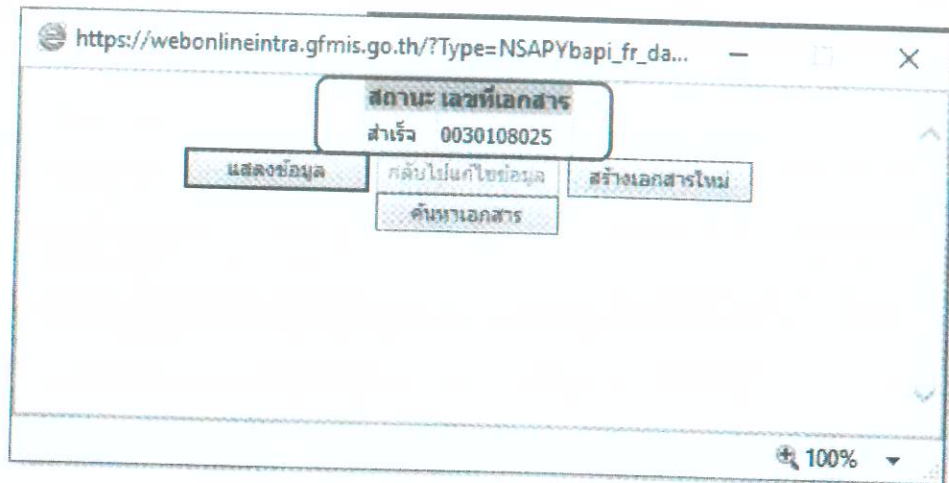 https://webonlineintra.gfmis.go.th/?Type=NSAPYbapi_fr_da...
สถานะ เลขที่เอกสาร
สำเร็จ 0030108025
แสดงข้อมูล กลับไปแก้ไขข้อมูล สร้างเอกสารใหม่
ค้นหาเอกสาร
100%